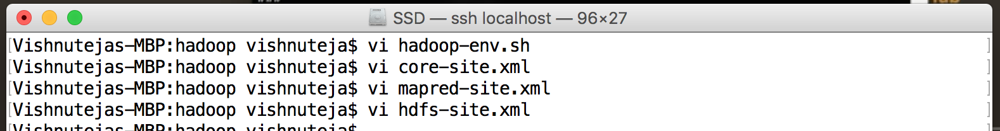 SSD — ssh localhost — 96×27
[Vishnutejas-MBP:hadoop vishnuteja$ vi hadoop-env.sh ]
[Vishnutejas-MBP:hadoop vishnuteja$ vi core-site.xml ]
[Vishnutejas-MBP:hadoop vishnuteja$ vi mapred-site.xml ]
[Vishnutejas-MBP:hadoop vishnuteja$ vi hdfs-site.xml ]
[Vishnutejas-MBP:hadoop vishnuteja$ ]